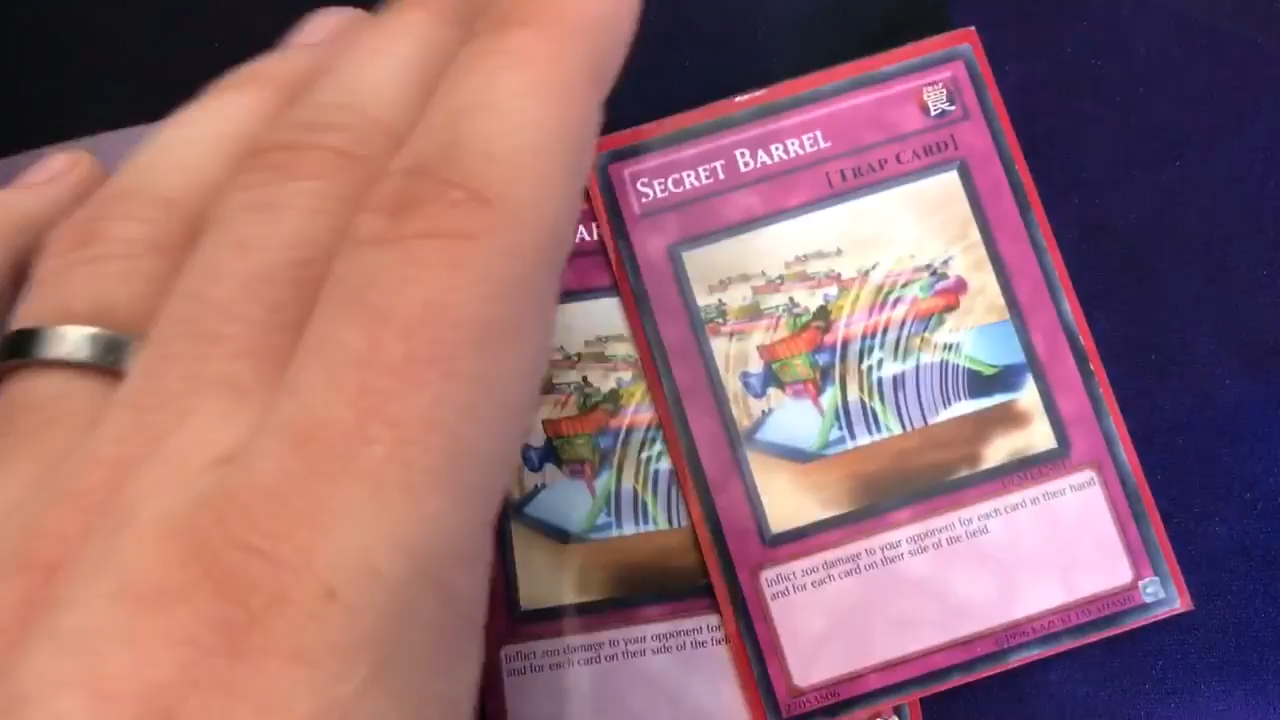 SECRET BARREL
TRAP
罠
[TRAP CARD]
Inflict 200 damage to your opponent for each card in their hand
and for each card on their side of the field.
©1996 KAZUKI TAKAHASHI
27053506
Inflict 200 damage to your opponent for
and for each card on their side of the